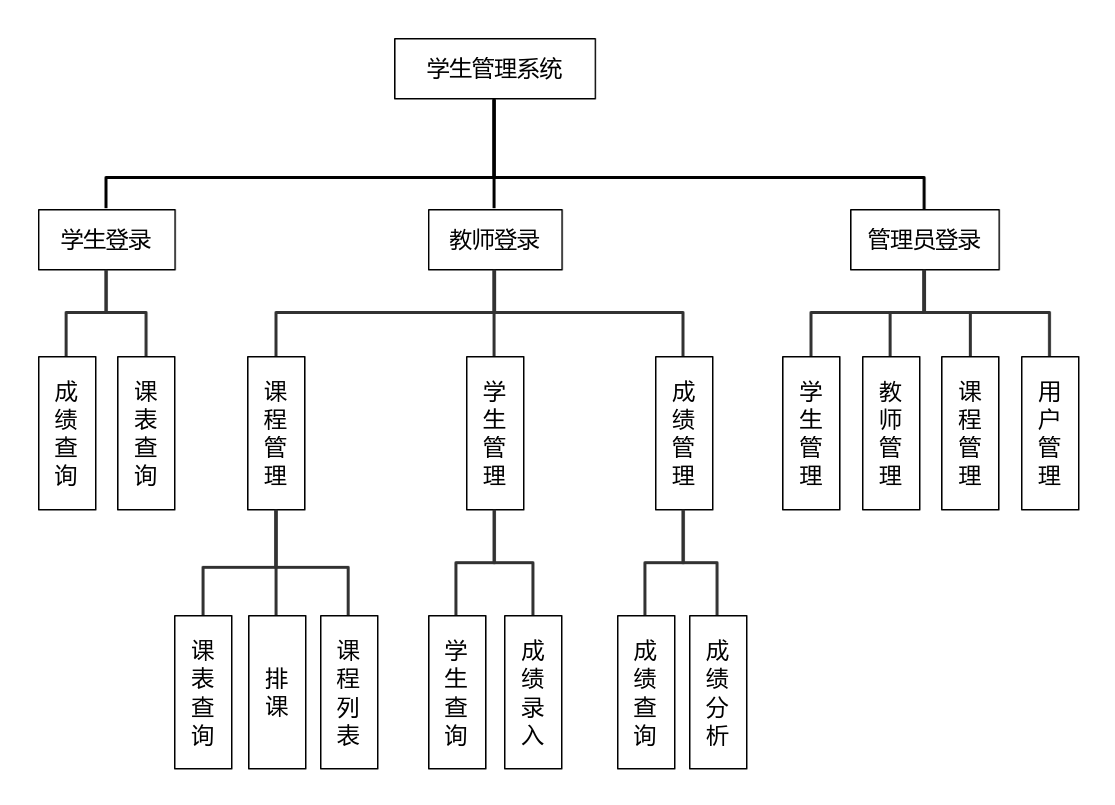 学生管理系统
学生登录
教师登录
管理员登录
成绩查询
课表查询
课程管理
学生管理
成绩管理
学生管理
教师管理
课程管理
用户管理
课表查询
排课
课程列表
学生查询
成绩录入
成绩查询
成绩分析